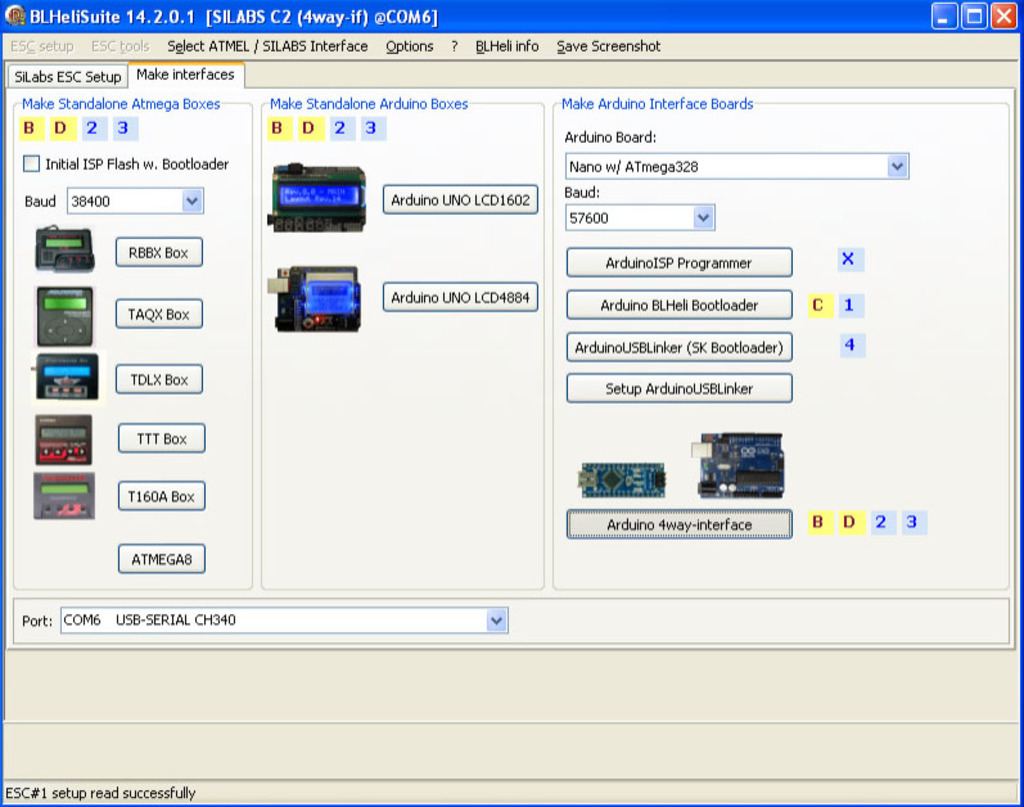 BLHeliSuite 14.2.0.1 [SILABS C2 (4way-if) @COM6]
ESC setup ESC tools Select ATMEL / SILABS Interface Options ? BLHeli info Save Screenshot
SiLabs ESC Setup Make interfaces
Make Standalone Atmega Boxes
B D 2 3
Initial ISP Flash w. Bootloader
Baud 38400
RBBX Box
TAQX Box
TDLX Box
TTT Box
T160A Box
ATMEGA8
Make Standalone Arduino Boxes
B D 2 3
Arduino UNO LCD1602
Arduino UNO LCD4884
Make Arduino Interface Boards
Arduino Board:
Nano w/ ATmega328
Baud:
57600
ArduinoISP Programmer X
Arduino BLHeli Bootloader C 1
ArduinoUSBLinker (SK Bootloader) 4
Setup ArduinoUSBLinker
Arduino 4way-interface B D 2 3
Port: COM6 USB-SERIAL CH340
ESC#1 setup read successfully